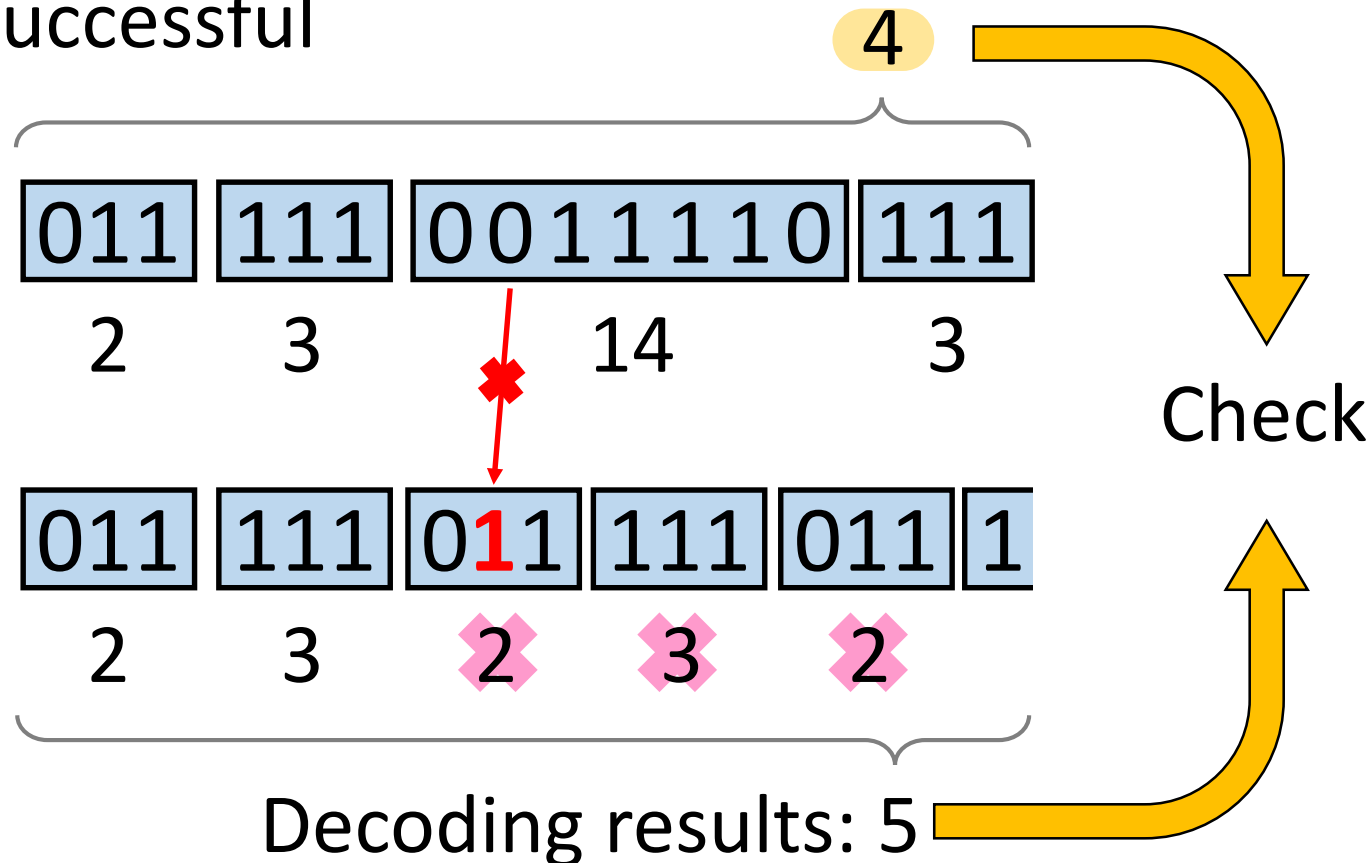 uccessful
4
011 111 0011110 111
2 3 14 3
Check
011 111 011 111 011 1
2 3 2 3 2
Decoding results: 5